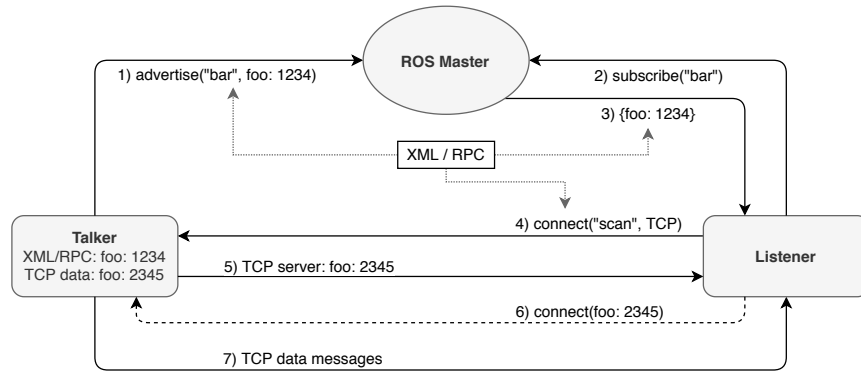 ROS Master
1) advertise("bar", foo: 1234)
2) subscribe("bar")
3) {foo: 1234}
XML / RPC
4) connect("scan", TCP)
Talker
XML/RPC: foo: 1234
TCP data: foo: 2345
Listener
5) TCP server: foo: 2345
6) connect(foo: 2345)
7) TCP data messages